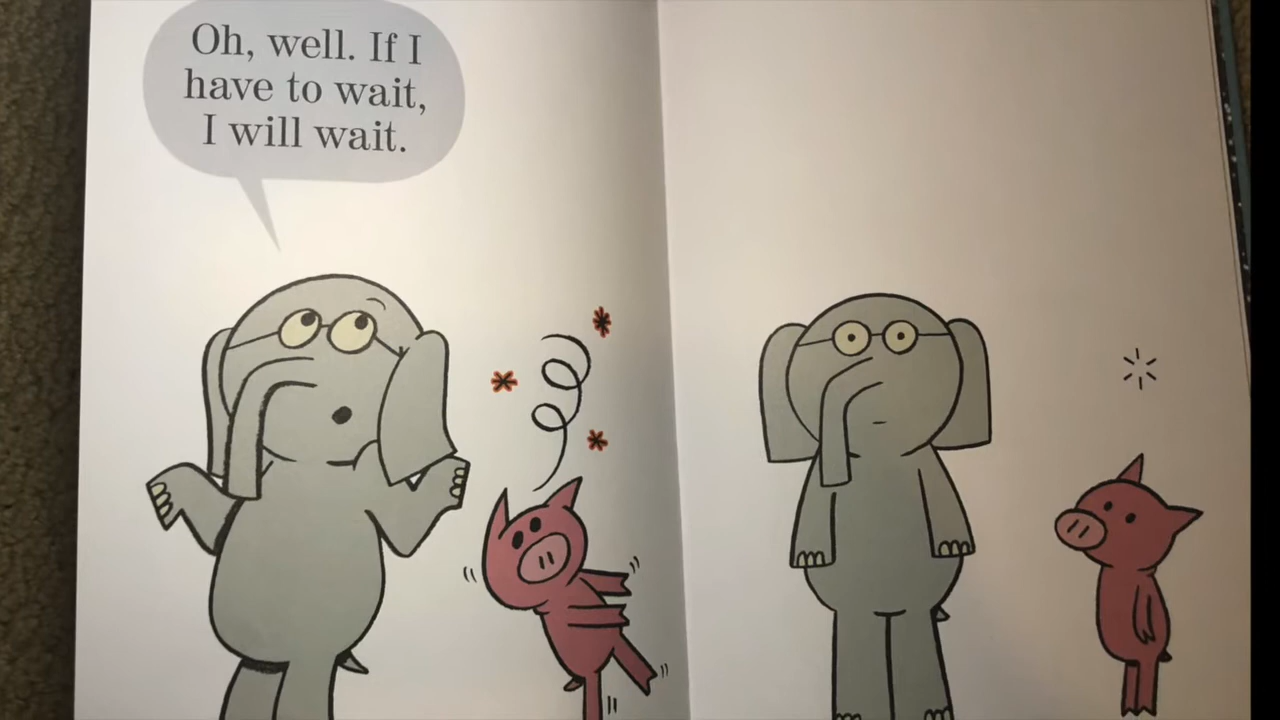 Oh, well. If I
have to wait,
I will wait.